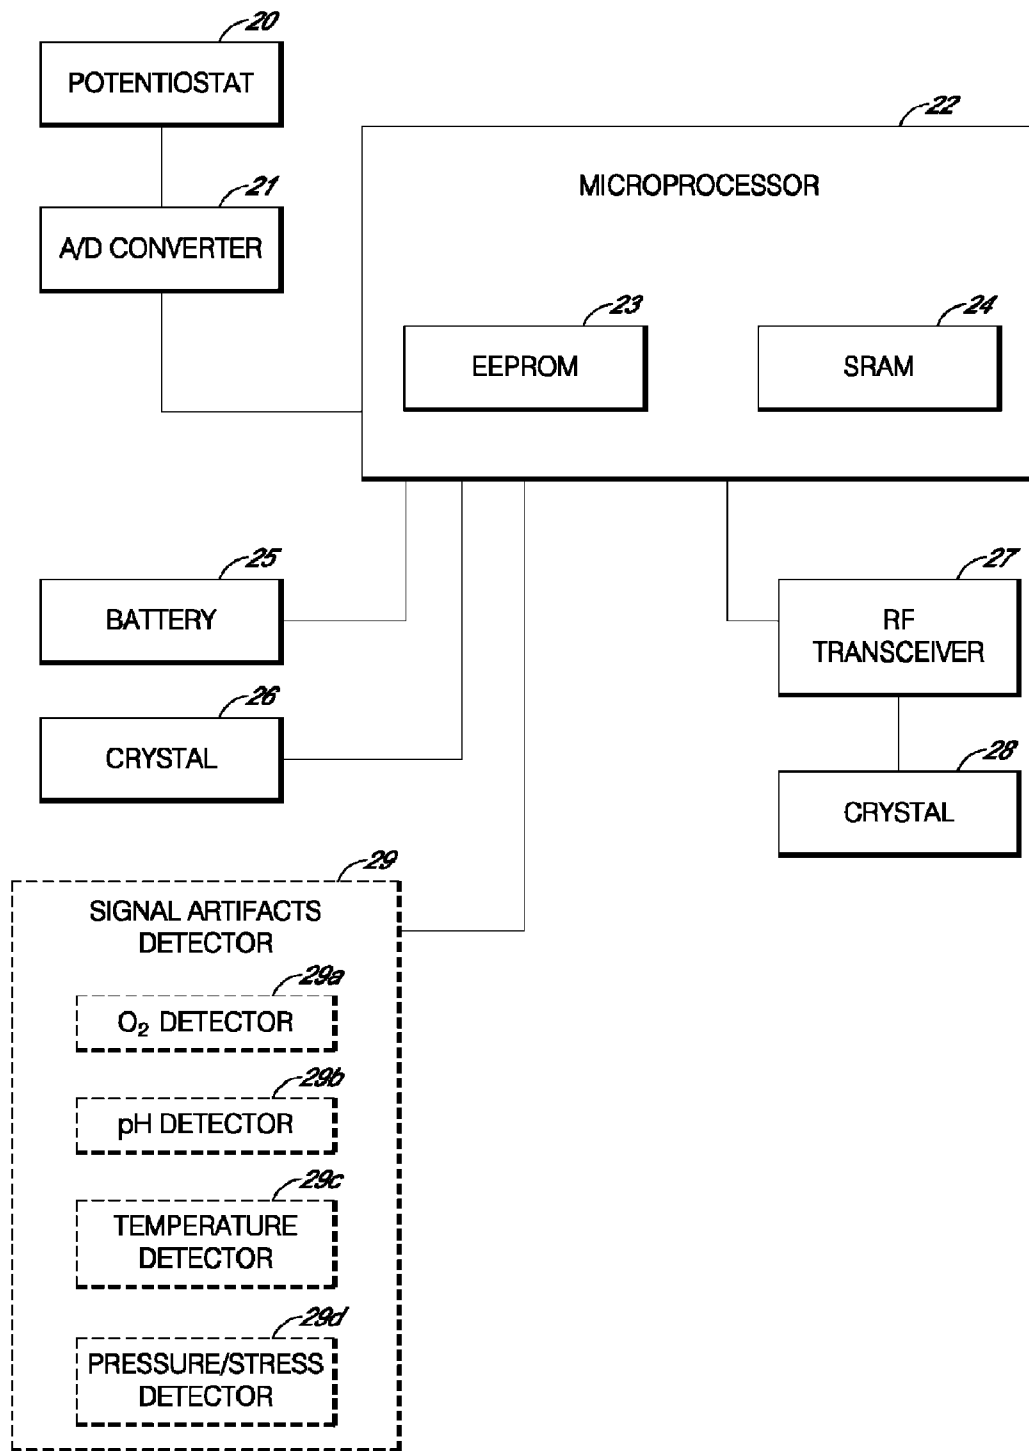 20
POTENTIOSTAT
22
MICROPROCESSOR
21
A/D CONVERTER
23
EEPROM
24
SRAM
25
BATTERY
27
RF
TRANSCEIVER
26
CRYSTAL
28
CRYSTAL
29
SIGNAL ARTIFACTS
DETECTOR
29a
O₂ DETECTOR
29b
pH DETECTOR
29c
TEMPERATURE
DETECTOR
29d
PRESSURE/STRESS
DETECTOR